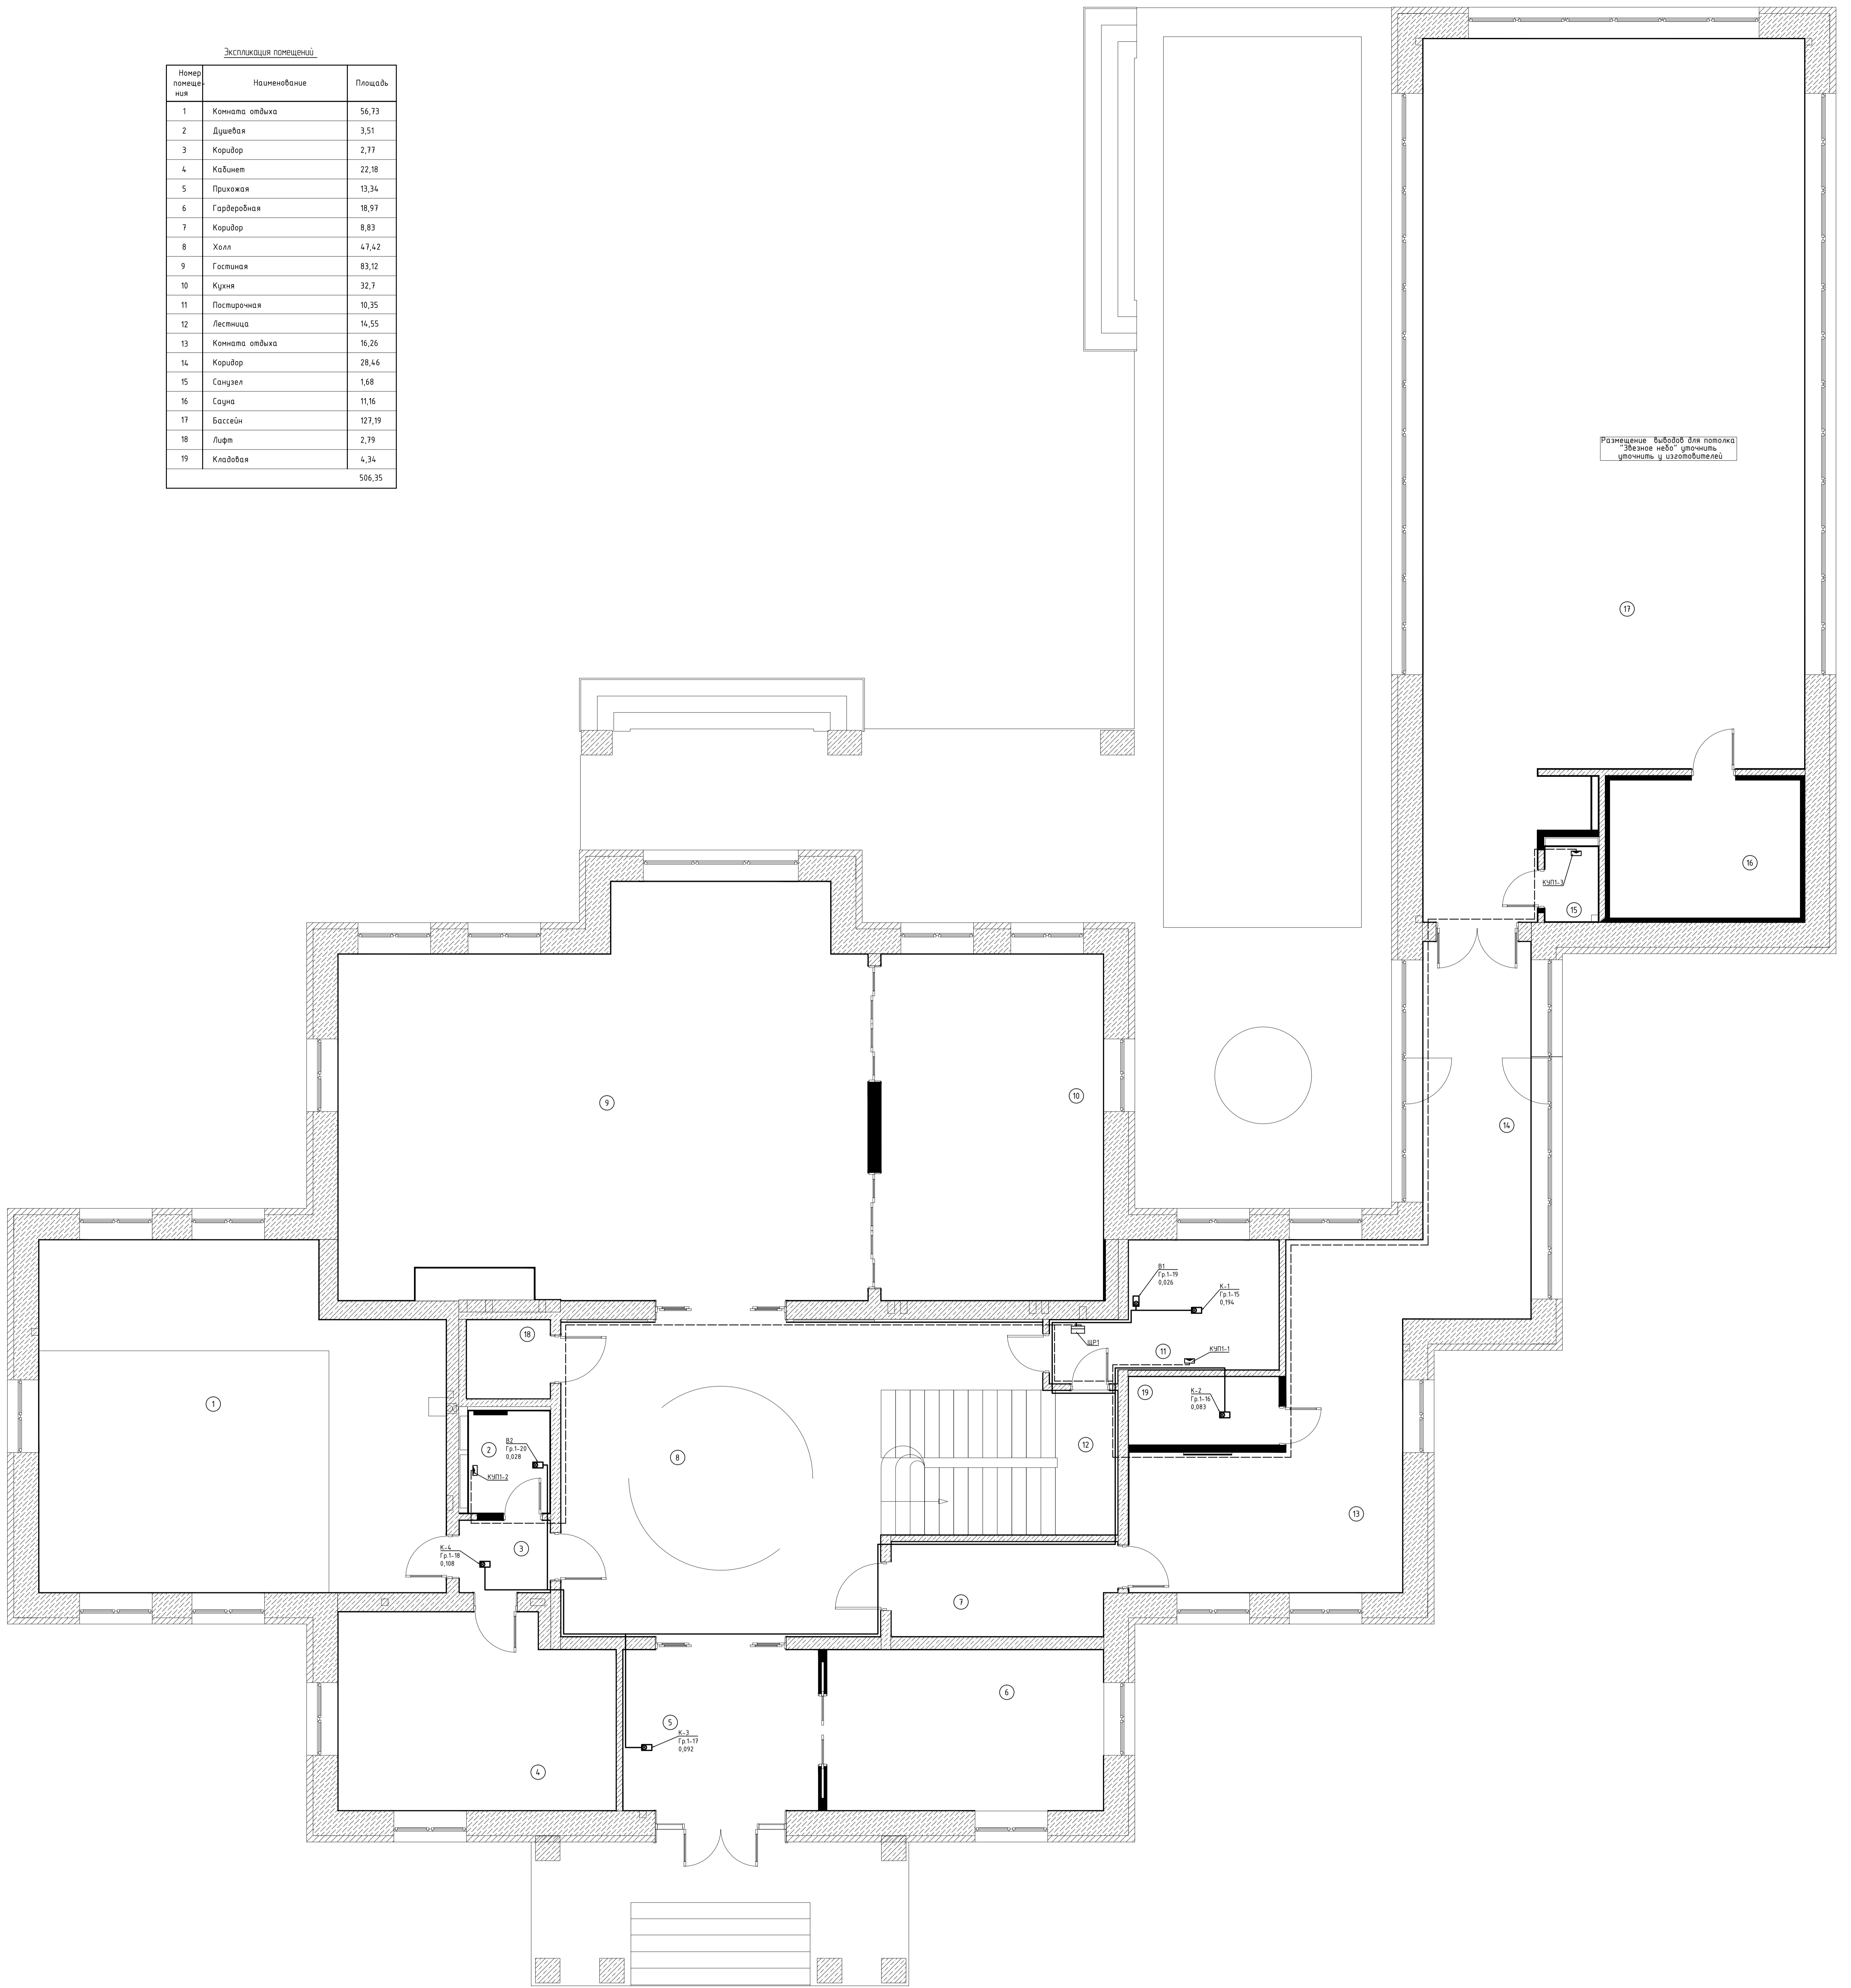 Экспликация помещений
Номер помеще- ния
Наименование
Площадь
1 Комната отдыха 56,73
2 Душевая 3,51
3 Коридор 2,77
4 Кабинет 22,18
5 Прихожая 13,34
6 Гардеробная 18,97
7 Коридор 8,83
8 Холл 47,42
9 Гостиная 83,12
10 Кухня 32,7
11 Постирочная 10,35
12 Лестница 14,55
13 Комната отдыха 16,26
14 Коридор 28,46
15 Санузел 1,68
16 Сауна 11,16
17 Бассейн 127,19
18 Лифт 2,79
19 Кладовая 4,34
506,35
Размещение выводов для потолка
"Звезное небо" уточнить
уточнить у изготовителей
17
16
КУП1-3
15
9
10
14
В1
Гр.1-19
0,026
К-1
Гр.1-15
0,194
18
ЩР1
11
КУП1-1
1
19
К-2
Гр.1-16
0,083
2
В2
Гр.1-20
0,028
КУП1-2
8
12
13
3
К-4
Гр.1-18
0,108
7
6
5
К-3
Гр.1-17
0,092
4